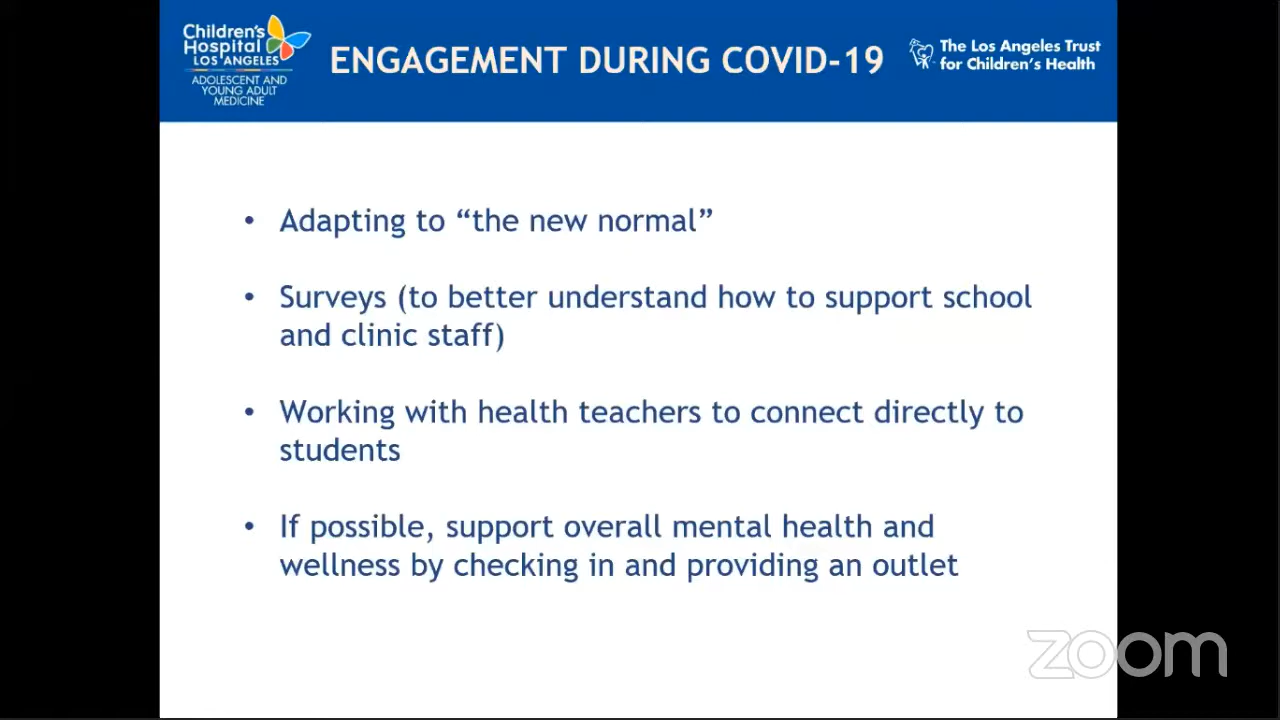 Children's
Hospital
LOS ANGELES
ADOLESCENT AND
YOUNG ADULT
MEDICINE
ENGAGEMENT DURING COVID-19
The Los Angeles Trust
for Children's Health
• Adapting to “the new normal”
• Surveys (to better understand how to support school
and clinic staff)
• Working with health teachers to connect directly to
students
• If possible, support overall mental health and
wellness by checking in and providing an outlet
zoom